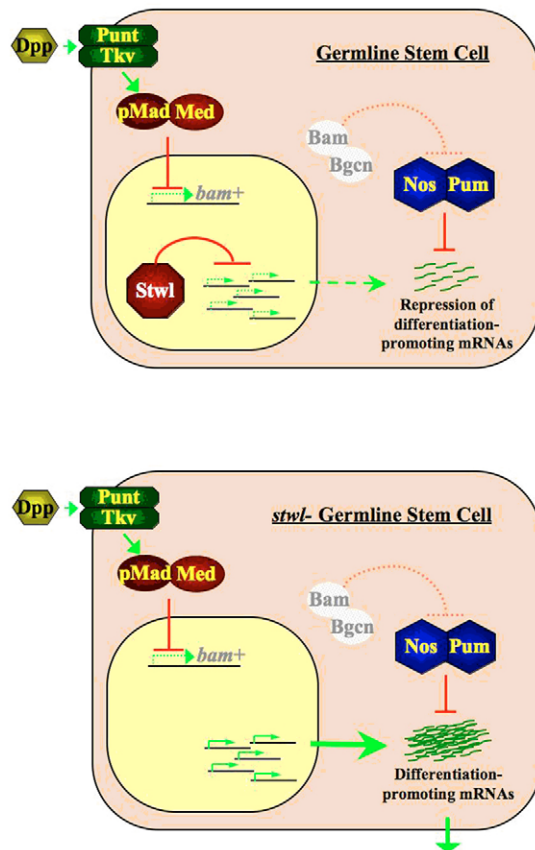 Dpp
Punt
Tkv
Germline Stem Cell
pMad Med
Bam
Bgcn
bam+
Nos Pum
Stwl
Repression of
differentiation-
promoting mRNAs
Dpp
Punt
Tkv
stwl- Germline Stem Cell
pMad Med
Bam
Bgcn
bam+
Nos Pum
Differentiation-
promoting mRNAs